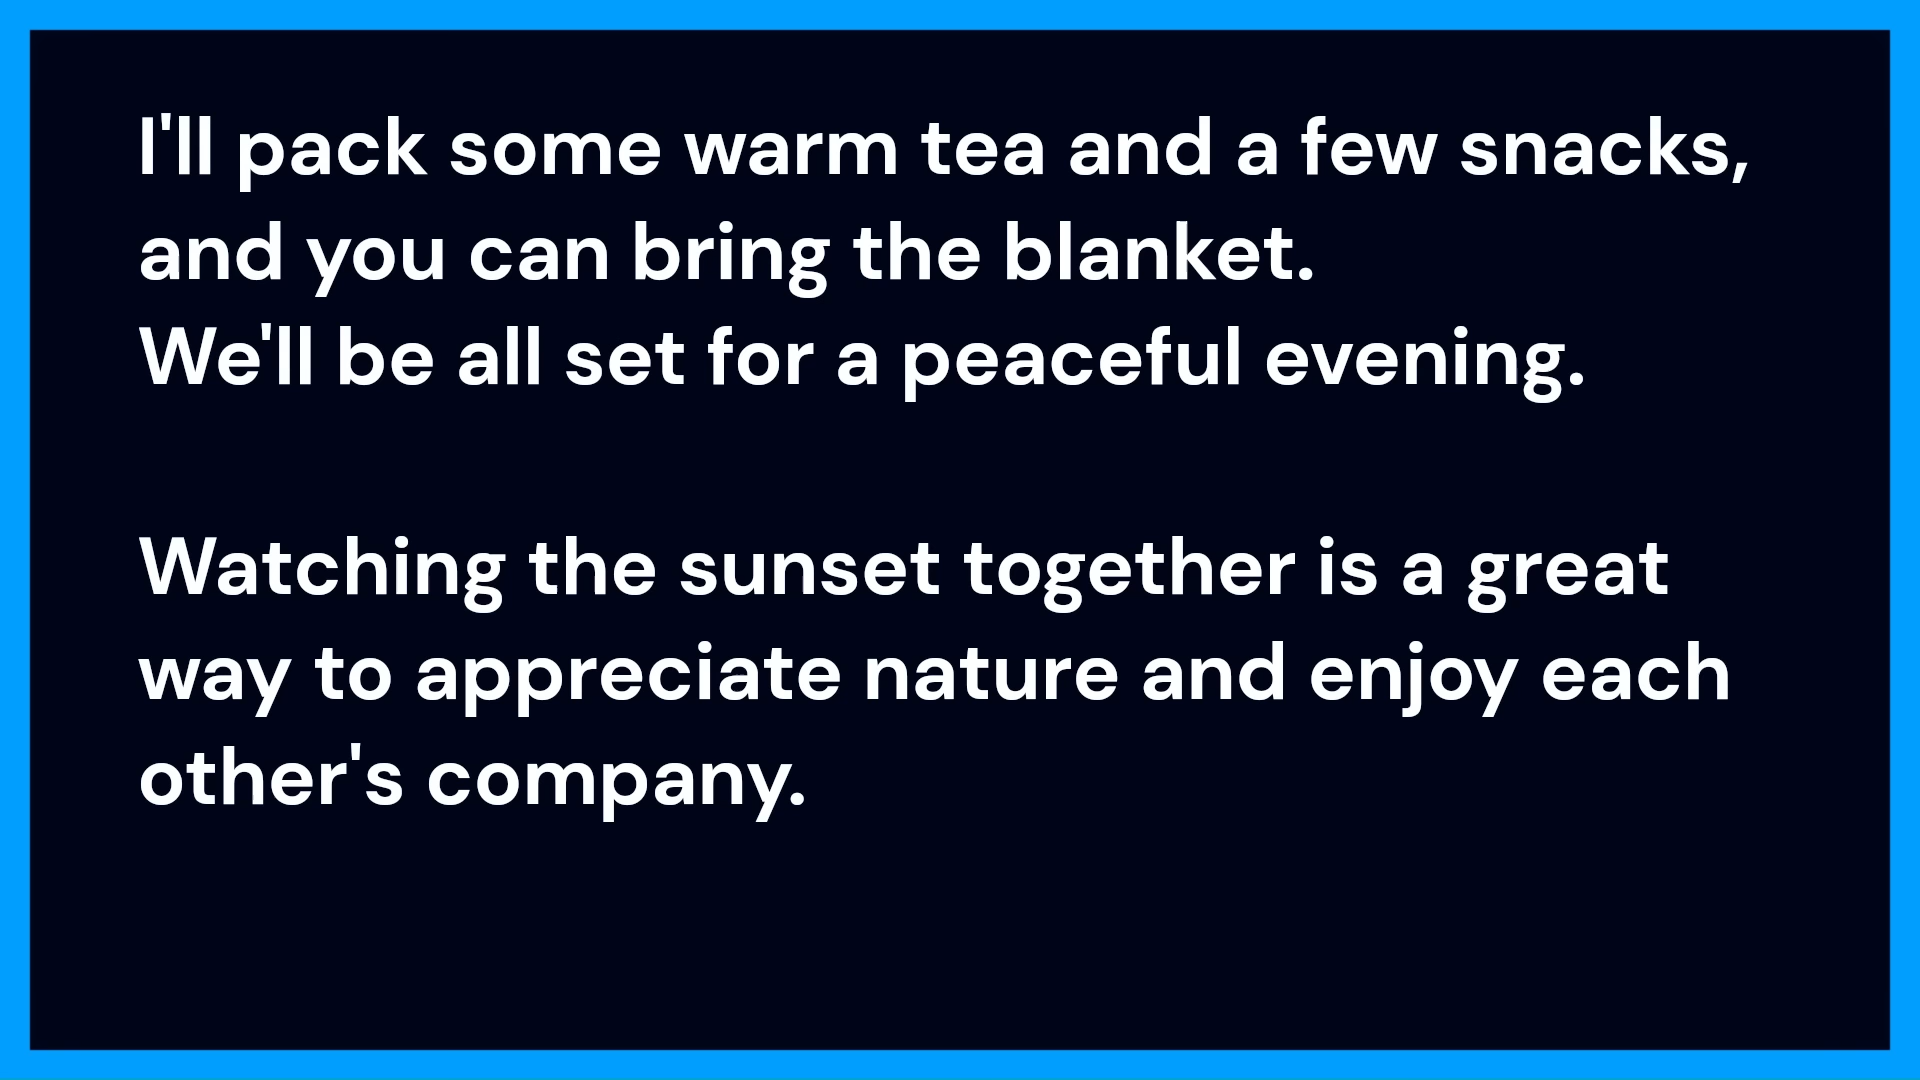 I'll pack some warm tea and a few snacks,
and you can bring the blanket.
We'll be all set for a peaceful evening.
Watching the sunset together is a great
way to appreciate nature and enjoy each
other's company.